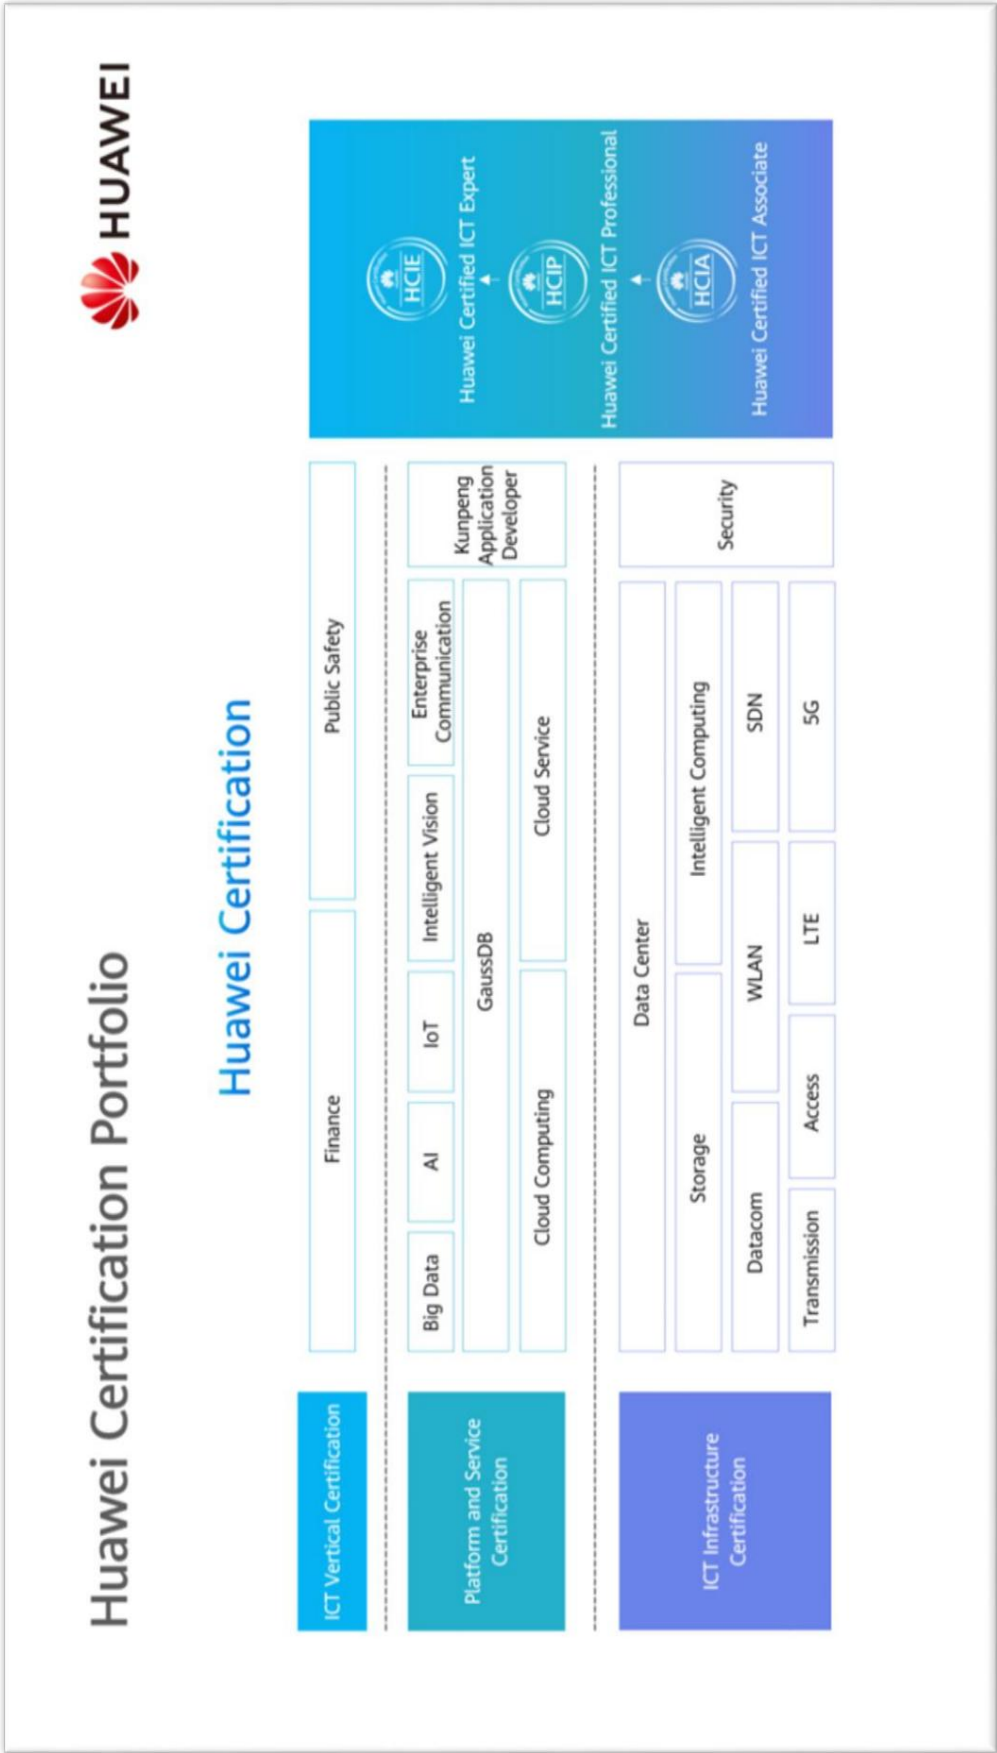 Huawei Certification Portfolio
HUAWEI
Huawei Certification
ICT Vertical Certification
Finance
Public Safety
Platform and Service
Certification
Big Data
AI
IoT
Intelligent Vision
Enterprise
Communication
GaussDB
Cloud Computing
Cloud Service
Kunpeng
Application
Developer
ICT Infrastructure
Certification
Data Center
Storage
Intelligent Computing
Datacom
WLAN
SDN
Transmission
Access
LTE
5G
Security
HCIE
Huawei Certified ICT Expert
HCIP
Huawei Certified ICT Professional
HCIA
Huawei Certified ICT Associate